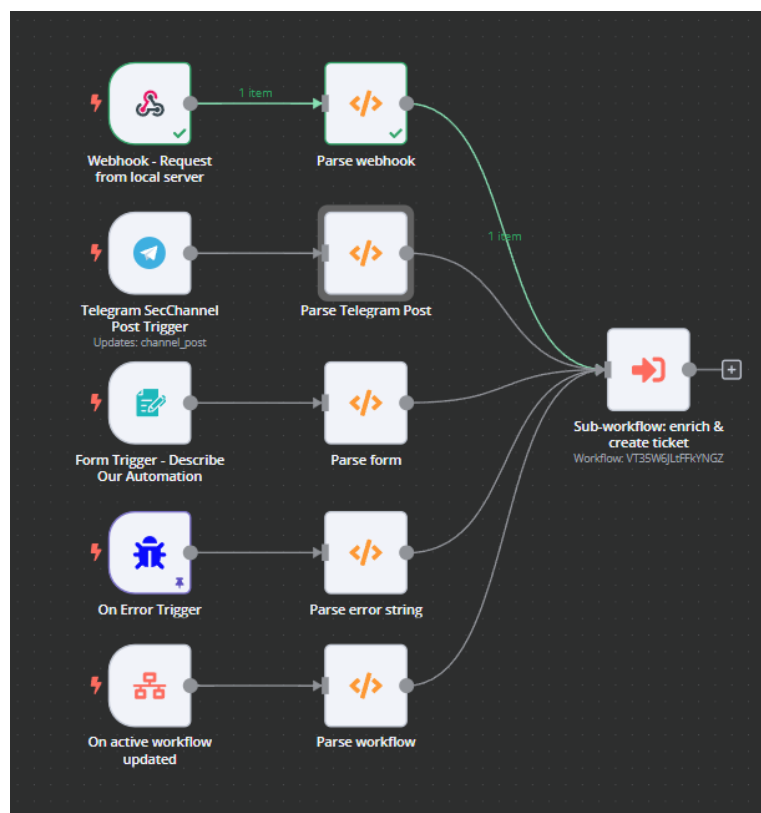 1 item
Webhook - Request
from local server
Parse webhook
1 item
Telegram SecChannel
Post Trigger
Updates: channel_post
Parse Telegram Post
Sub-workflow: enrich &
create ticket
Form Trigger - Describe
Our Automation
Parse form
On Error Trigger
Parse error string
On active workflow
updated
Parse workflow